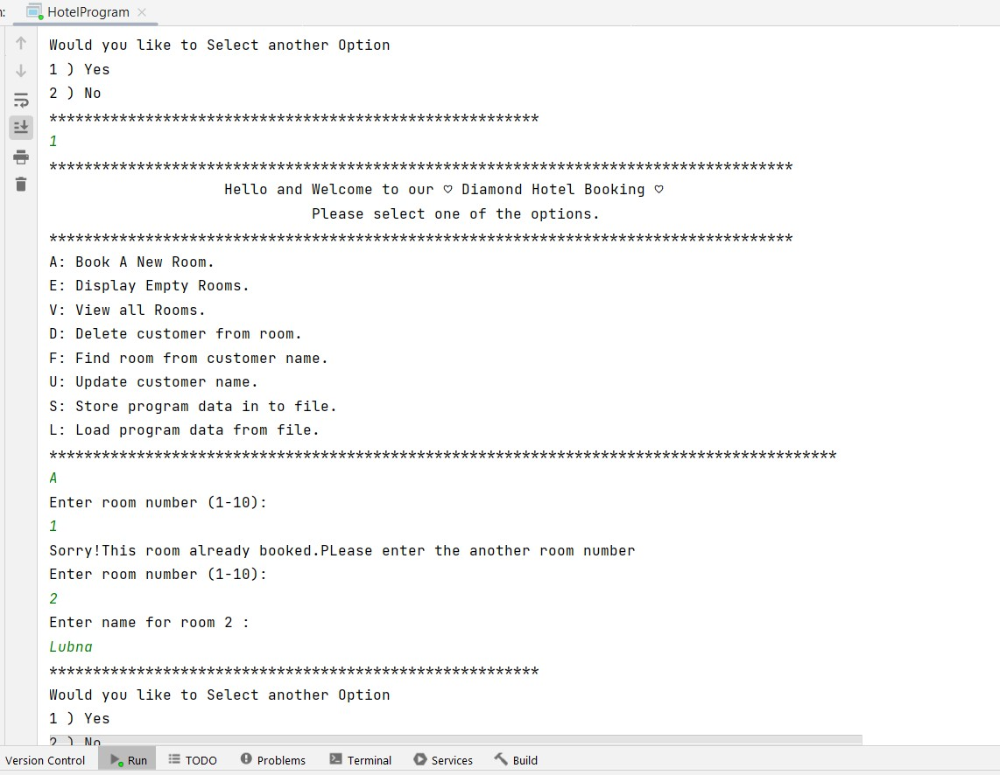 n:
HotelProgram
Would you like to Select another Option
1 ) Yes
2 ) No
********************************************************
1
*************************************************************************************
Hello and Welcome to our ♡ Diamond Hotel Booking ♡
Please select one of the options.
*************************************************************************************
A: Book A New Room.
E: Display Empty Rooms.
V: View all Rooms.
D: Delete customer from room.
F: Find room from customer name.
U: Update customer name.
S: Store program data in to file.
L: Load program data from file.
******************************************************************************************
A
Enter room number (1-10):
1
Sorry!This room already booked.PLease enter the another room number
Enter room number (1-10):
2
Enter name for room 2 :
Lubna
********************************************************
Would you like to Select another Option
1 ) Yes
2 ) No
Version Control Run TODO Problems Terminal Services Build